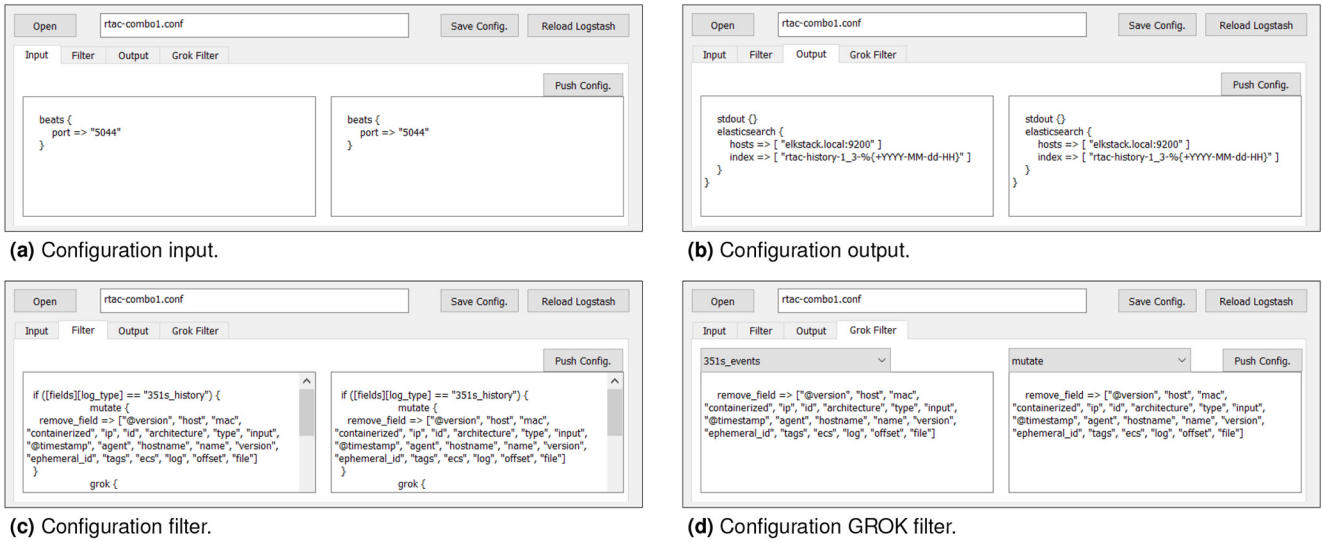 Open rtac-combo1.conf Save Config. Reload Logstash
Input Filter Output Grok Filter
Push Config.
beats {
port => "5044"
}
beats {
port => "5044"
}
(a) Configuration input.
Open rtac-combo1.conf Save Config. Reload Logstash
Input Filter Output Grok Filter
Push Config.
stdout {}
elasticsearch {
hosts => [ "elkstack.local:9200" ]
index => [ "rtac-history-1_3-%{+YYYY-MM-dd-HH}" ]
}
}
stdout {}
elasticsearch {
hosts => [ "elkstack.local:9200" ]
index => [ "rtac-history-1_3-%{+YYYY-MM-dd-HH}" ]
}
}
(b) Configuration output.
Open rtac-combo1.conf Save Config. Reload Logstash
Input Filter Output Grok Filter
Push Config.
if ([fields][log_type] == "351s_history") {
mutate {
remove_field => ["@version", "host", "mac",
"containerized", "ip", "id", "architecture", "type", "input",
"@timestamp", "agent", "hostname", "name", "version",
"ephemeral_id", "tags", "ecs", "log", "offset", "file"]
}
grok {
if ([fields][log_type] == "351s_history") {
mutate {
remove_field => ["@version", "host", "mac",
"containerized", "ip", "id", "architecture", "type", "input",
"@timestamp", "agent", "hostname", "name", "version",
"ephemeral_id", "tags", "ecs", "log", "offset", "file"]
}
grok {
(c) Configuration filter.
Open rtac-combo1.conf Save Config. Reload Logstash
Input Filter Output Grok Filter
351s_events mutate Push Config.
remove_field => ["@version", "host", "mac",
"containerized", "ip", "id", "architecture", "type", "input",
"@timestamp", "agent", "hostname", "name", "version",
"ephemeral_id", "tags", "ecs", "log", "offset", "file"]
remove_field => ["@version", "host", "mac",
"containerized", "ip", "id", "architecture", "type", "input",
"@timestamp", "agent", "hostname", "name", "version",
"ephemeral_id", "tags", "ecs", "log", "offset", "file"]
(d) Configuration GROK filter.